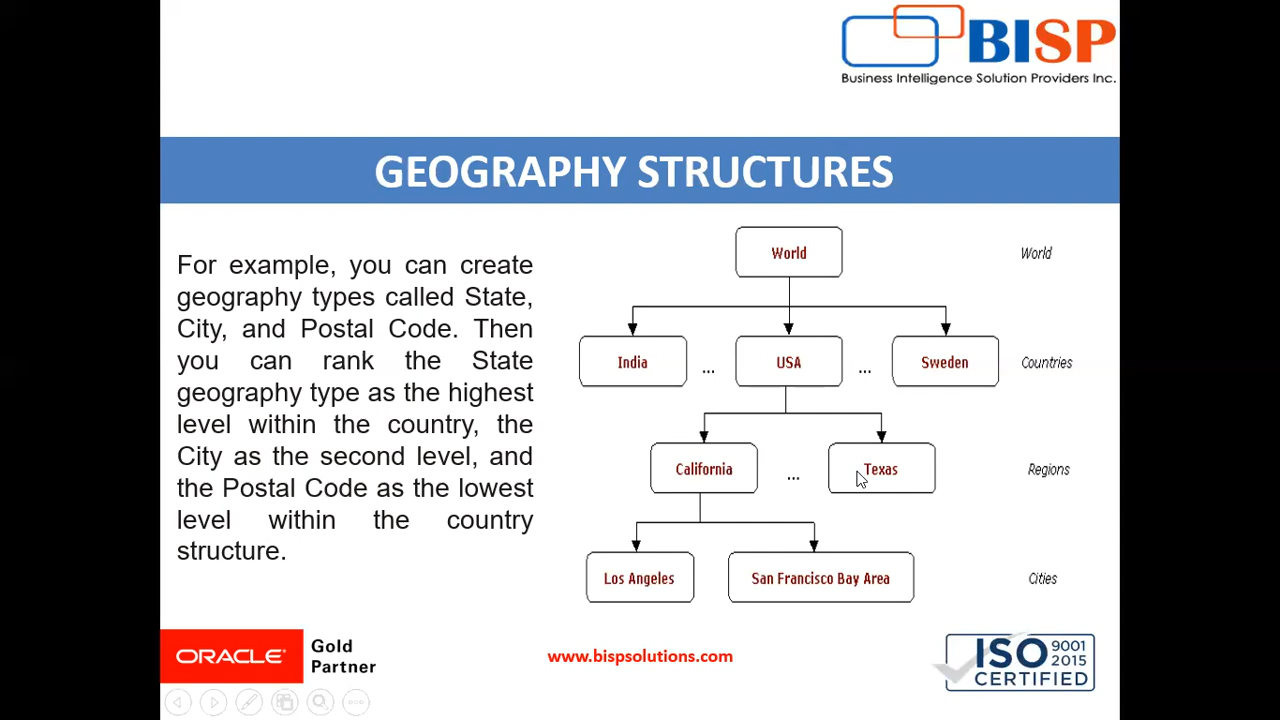 BISP
Business Intelligence Solution Providers Inc.
GEOGRAPHY STRUCTURES
For example, you can create
geography types called State,
City, and Postal Code. Then
you can rank the State
geography type as the highest
level within the country, the
City as the second level, and
the Postal Code as the lowest
level within the country
structure.
World
World
India
...
USA
...
Sweden
Countries
California
...
Texas
Regions
Los Angeles
San Francisco Bay Area
Cities
ORACLE
Gold
Partner
www.bispsolutions.com
ISO 9001
2015
CERTIFIED